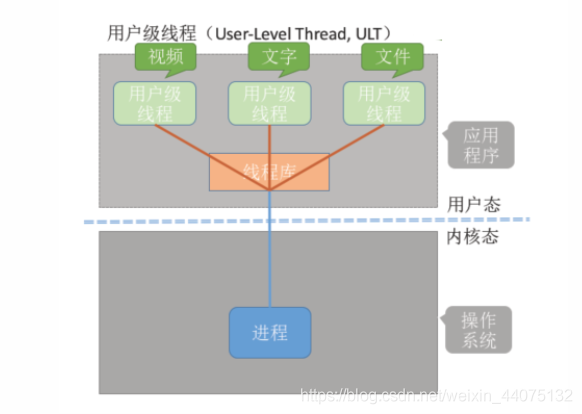 用户级线程（User-Level Thread, ULT）
视频
文字
文件
用户级
线程
用户级
线程
用户级
线程
应用
程序
线程库
用户态
内核态
进程
操作
系统
https://blog.csdn.net/weixin_44075132